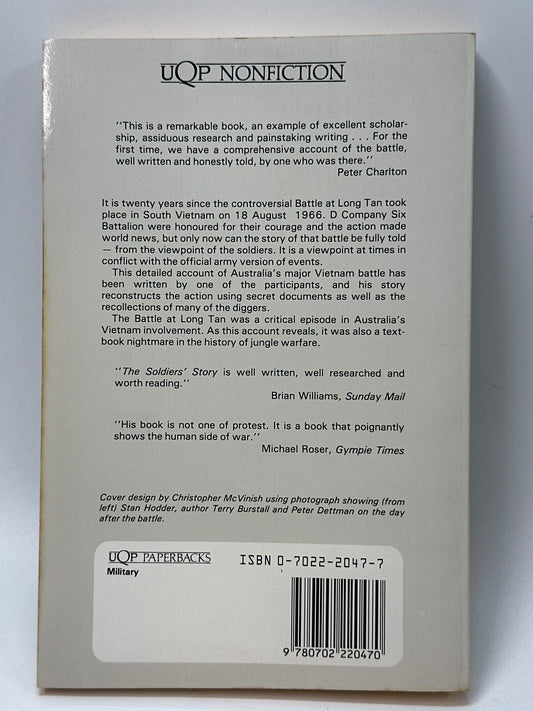 UQP NONFICTION
"This is a remarkable book, an example of excellent scholar-
ship, assiduous research and painstaking writing . . . For the
first time, we have a comprehensive account of the battle,
well written and honestly told, by one who was there."
Peter Charlton
It is twenty years since the controversial Battle at Long Tan took
place in South Vietnam on 18 August 1966. D Company Six
Battalion were honoured for their courage and the action made
world news, but only now can the story of that battle be fully told
— from the viewpoint of the soldiers. It is a viewpoint at times in
conflict with the official army version of events.
This detailed account of Australia's major Vietnam battle has
been written by one of the participants, and his story
reconstructs the action using secret documents as well as the
recollections of many of the diggers.
The Battle at Long Tan was a critical episode in Australia's
Vietnam involvement. As this account reveals, it was also a text-
book nightmare in the history of jungle warfare.
"The Soldiers' Story is well written, well researched and
worth reading."
Brian Williams, Sunday Mail
"His book is not one of protest. It is a book that poignantly
shows the human side of war."
Michael Roser, Gympie Times
Cover design by Christopher McVinish using photograph showing (from
left) Stan Hodder, author Terry Burstall and Peter Dettman on the day
after the battle.
UQP PAPERBACKS
Military
ISBN 0-7022-2047-7
9 780702 220470